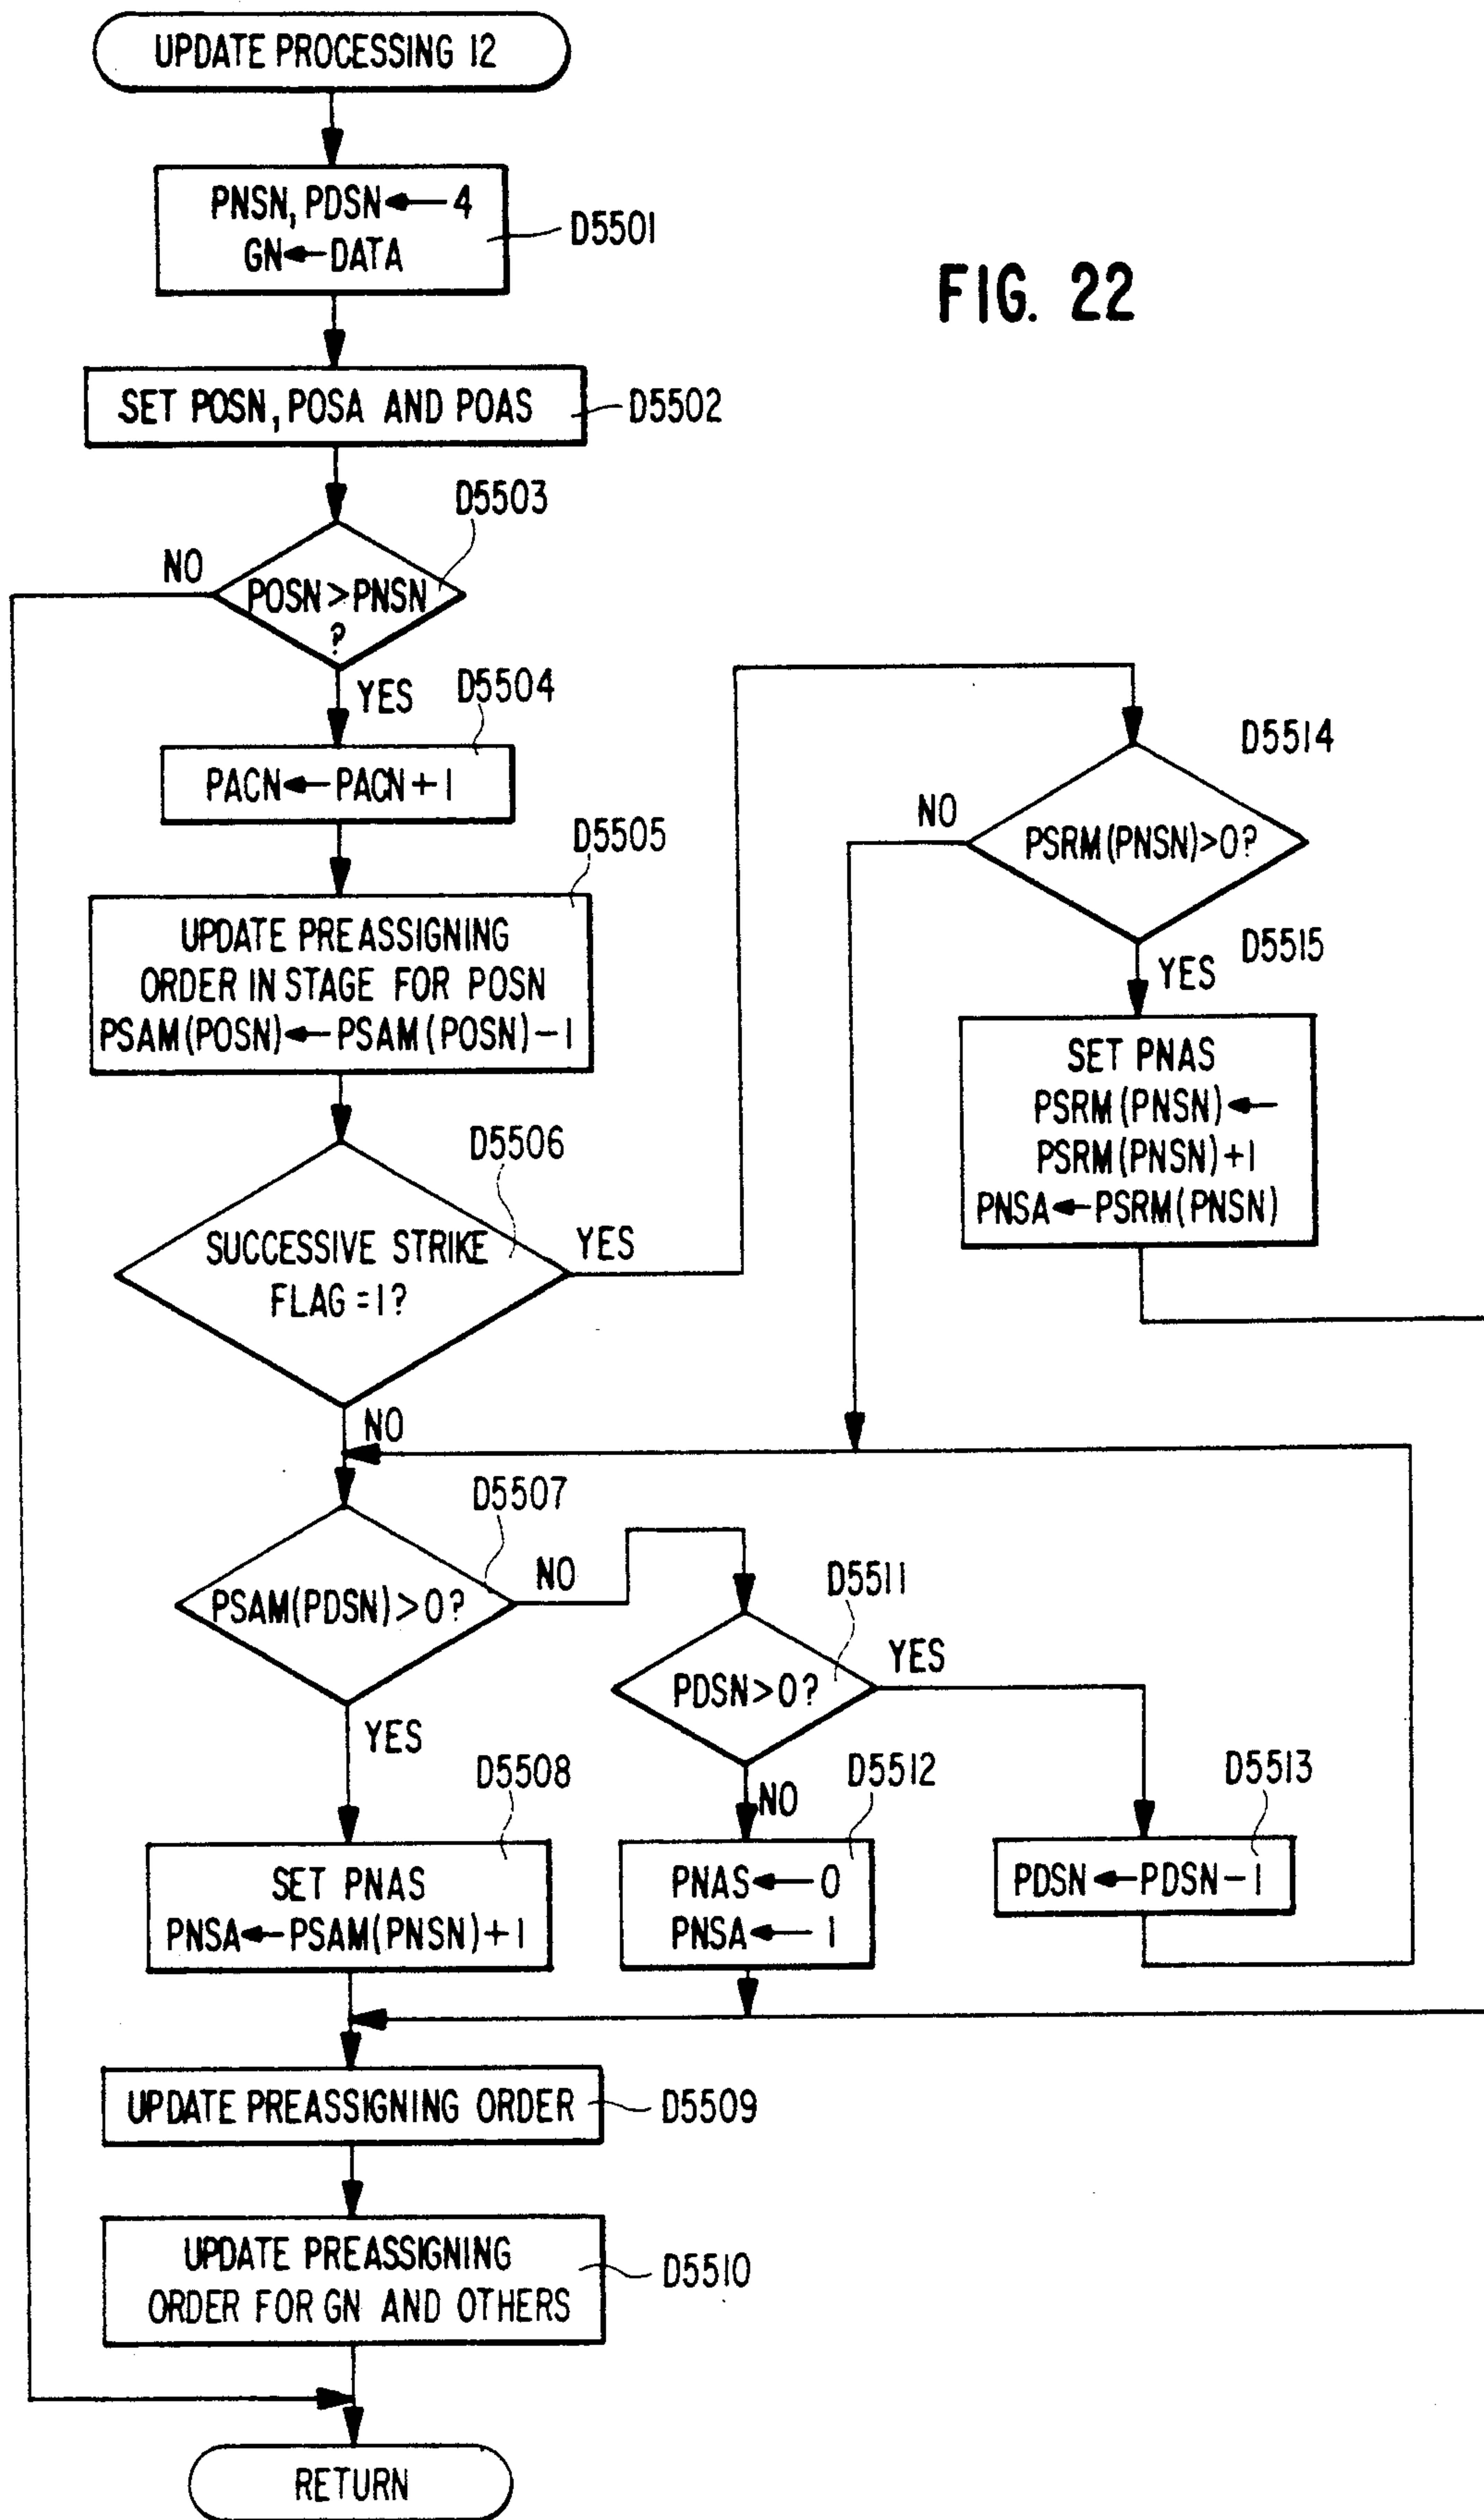 UPDATE PROCESSING 12
PNSN, PDSN←4
GN←DATA
D5501
FIG. 22
SET POSN, POSA AND POAS
D5502
D5503
NO
POSN>PNSN
?
YES
D5504
PACN←PACN+1
D5505
UPDATE PREASSIGNING
ORDER IN STAGE FOR POSN
PSAM(POSN)←PSAM(POSN)-1
D5506
SUCCESSIVE STRIKE
FLAG=1?
YES
NO
D5514
NO
PSRM(PNSN)>0?
YES
D5515
SET PNAS
PSRM(PNSN)←
PSRM(PNSN)+1
PNSA←PSRM(PNSN)
D5507
PSAM(PDSN)>0?
NO
YES
D5511
PDSN>0?
YES
NO
D5508
SET PNAS
PNSA←PSAM(PNSN)+1
D5512
PNAS←0
PNSA←1
D5513
PDSN←PDSN-1
UPDATE PREASSIGNING ORDER
D5509
UPDATE PREASSIGNING
ORDER FOR GN AND OTHERS
D5510
RETURN